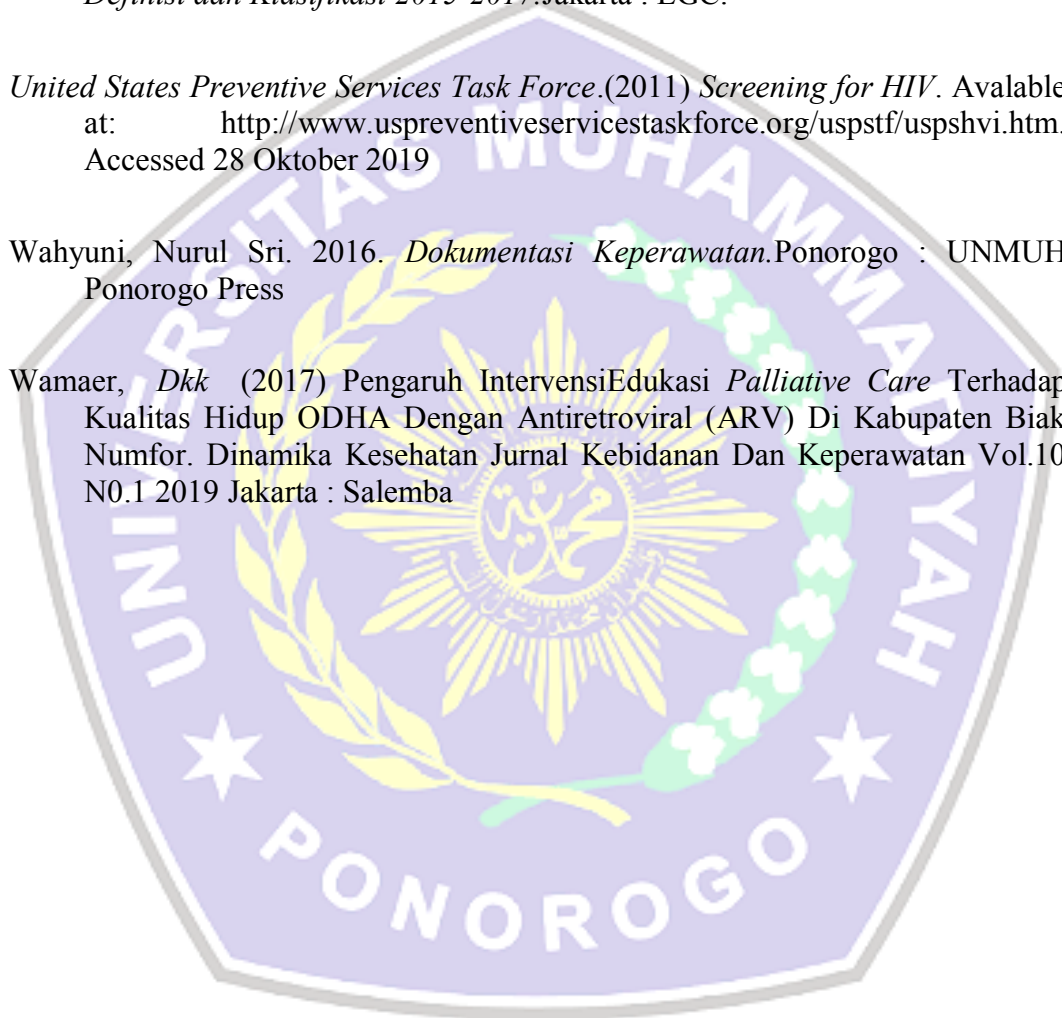 Definisi dan Klasifikasi 2015-2017.Jakarta : EGC.
United States Preventive Services Task Force.(2011) Screening for HIV. Avalable
at: http://www.uspreventiveservicestaskforce.org/uspstf/uspshvi.htm.
Accessed 28 Oktober 2019
Wahyuni, Nurul Sri. 2016. Dokumentasi Keperawatan.Ponorogo : UNMUH
Ponorogo Press
Wamaer, Dkk (2017) Pengaruh IntervensiEdukasi Palliative Care Terhadap
Kualitas Hidup ODHA Dengan Antiretroviral (ARV) Di Kabupaten Biak
Numfor. Dinamika Kesehatan Jurnal Kebidanan Dan Keperawatan Vol.10
N0.1 2019 Jakarta : Salemba
UNIVERSITAS MUHAMMADIYAH
PONOROGO
محمدية